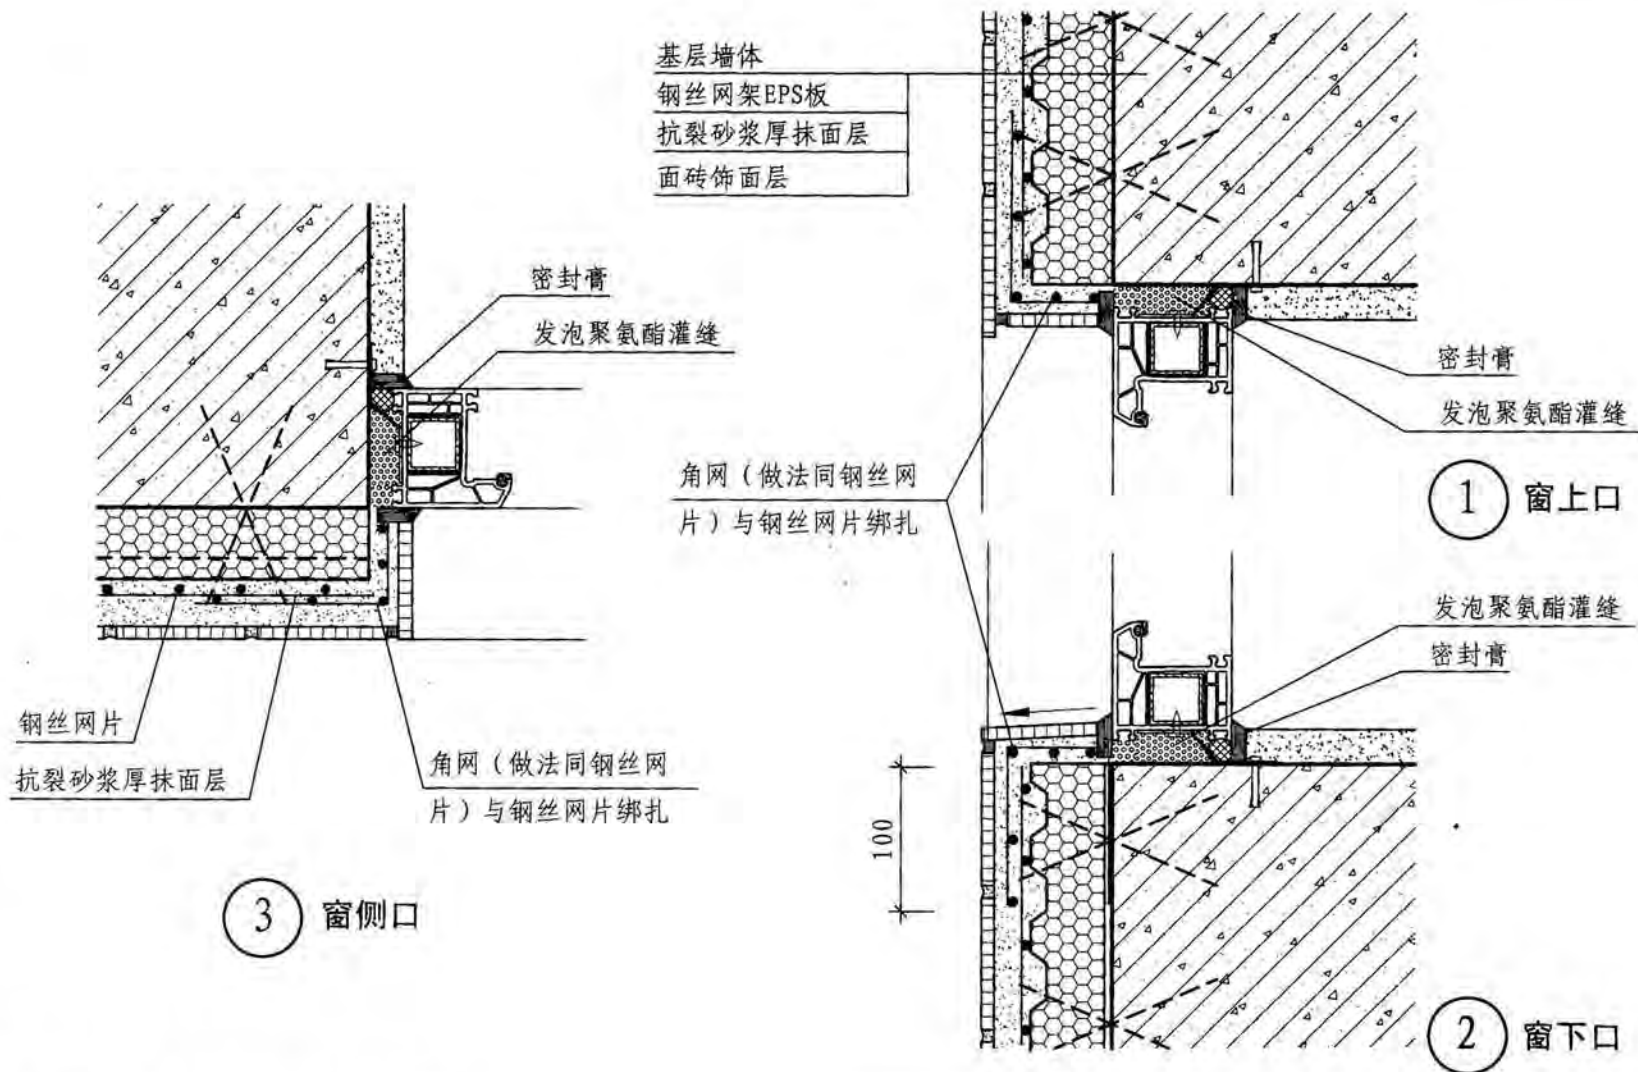 基层墙体
钢丝网架EPS板
抗裂砂浆厚抹面层
面砖饰面层
密封膏
发泡聚氨酯灌缝
密封膏
发泡聚氨酯灌缝
角网（做法同钢丝网
片）与钢丝网片绑扎
1 窗上口
发泡聚氨酯灌缝
密封膏
钢丝网片
抗裂砂浆厚抹面层
角网（做法同钢丝网
片）与钢丝网片绑扎
100
3 窗侧口
2 窗下口